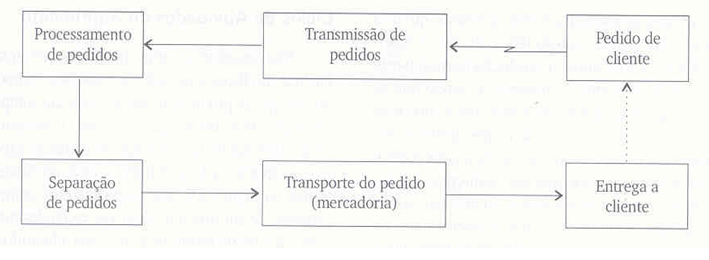 Processamento
de pedidos
Transmissão de
pedidos
Pedido de
cliente
Separação
de pedidos
Transporte do pedido
(mercadoria)
Entrega a
cliente